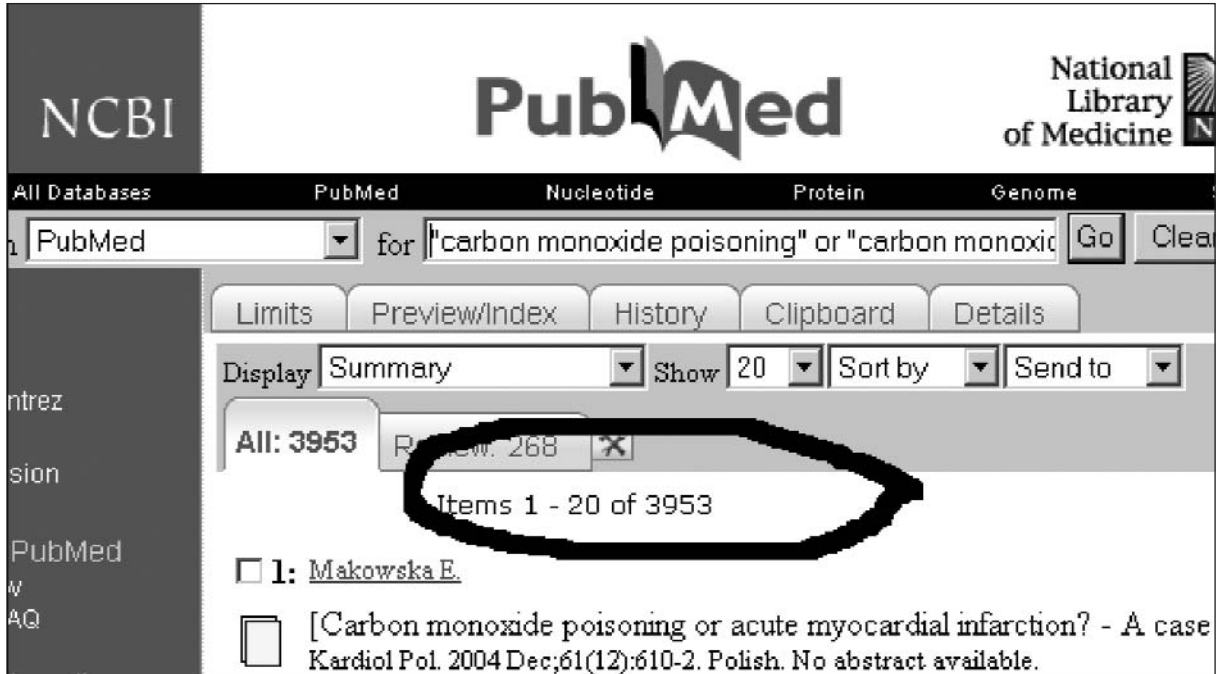 NCBI
PubMed
National
Library
of Medicine
All Databases PubMed Nucleotide Protein Genome
PubMed for "carbon monoxide poisoning" or "carbon monoxic Go Clear
Limits Preview/Index History Clipboard Details
Display Summary Show 20 Sort by Send to
ntrez
All: 3953 Review: 268
sion
Items 1 - 20 of 3953
PubMed
1: Makowska E.
AQ
[Carbon monoxide poisoning or acute myocardial infarction? - A case
Kardiol Pol. 2004 Dec;61(12):610-2. Polish. No abstract available.